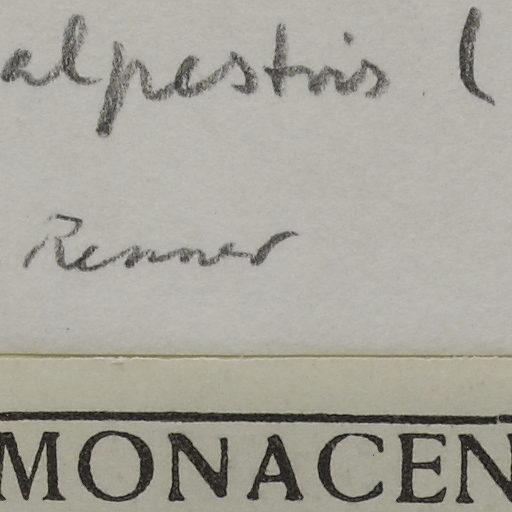 alpestris (
Renner
MONACEN